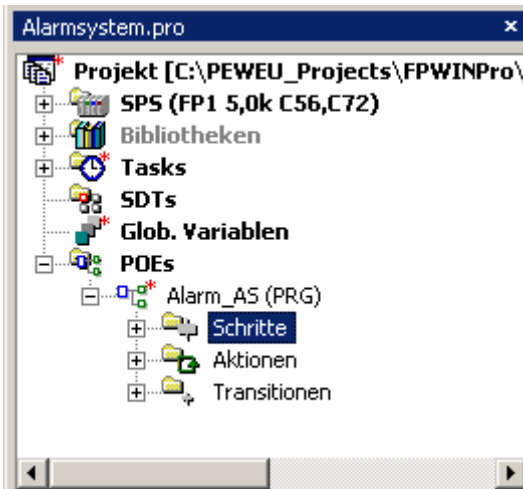 Alarmsystem.pro
Projekt [C:\PEWEU_Projects\FPWINPro\
SPS (FP1 5,0k C56,C72)
Bibliotheken
Tasks
SDTs
Glob. Variablen
POEs
Alarm_AS (PRG)
Schritte
Aktionen
Transitionen